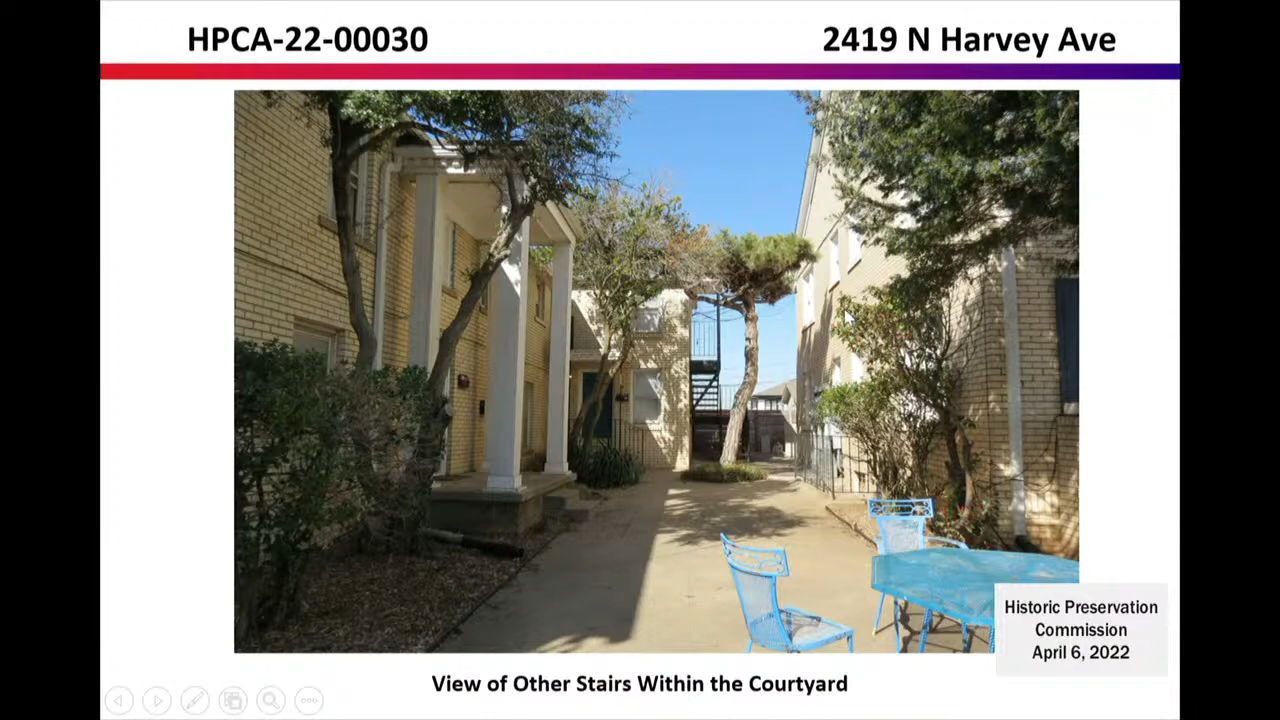 HPCA-22-00030
2419 N Harvey Ave
Historic Preservation
Commission
April 6, 2022
View of Other Stairs Within the Courtyard